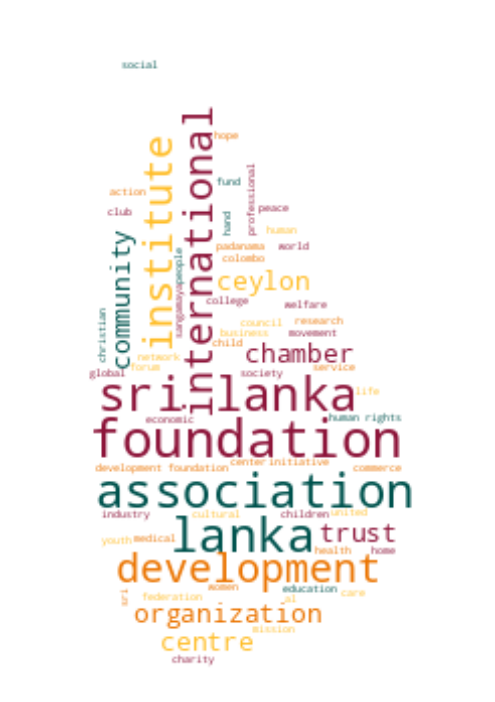 social
international
hope
institute
professional
fund
action
peace
club
hand
human
community
padanama
world
people
sangamaya
colombo
ceylon
college
welfare
christian
council
research
business
movement
child
chamber
network
forum
service
global
society
sri lanka
life
economic
human rights
foundation
development foundation
center
initiative
commerce
association
industry
cultural
children
united
lanka
trust
youth
medical
health
home
development
women
education
care
sri
federation
al
organization
mission
centre
charity